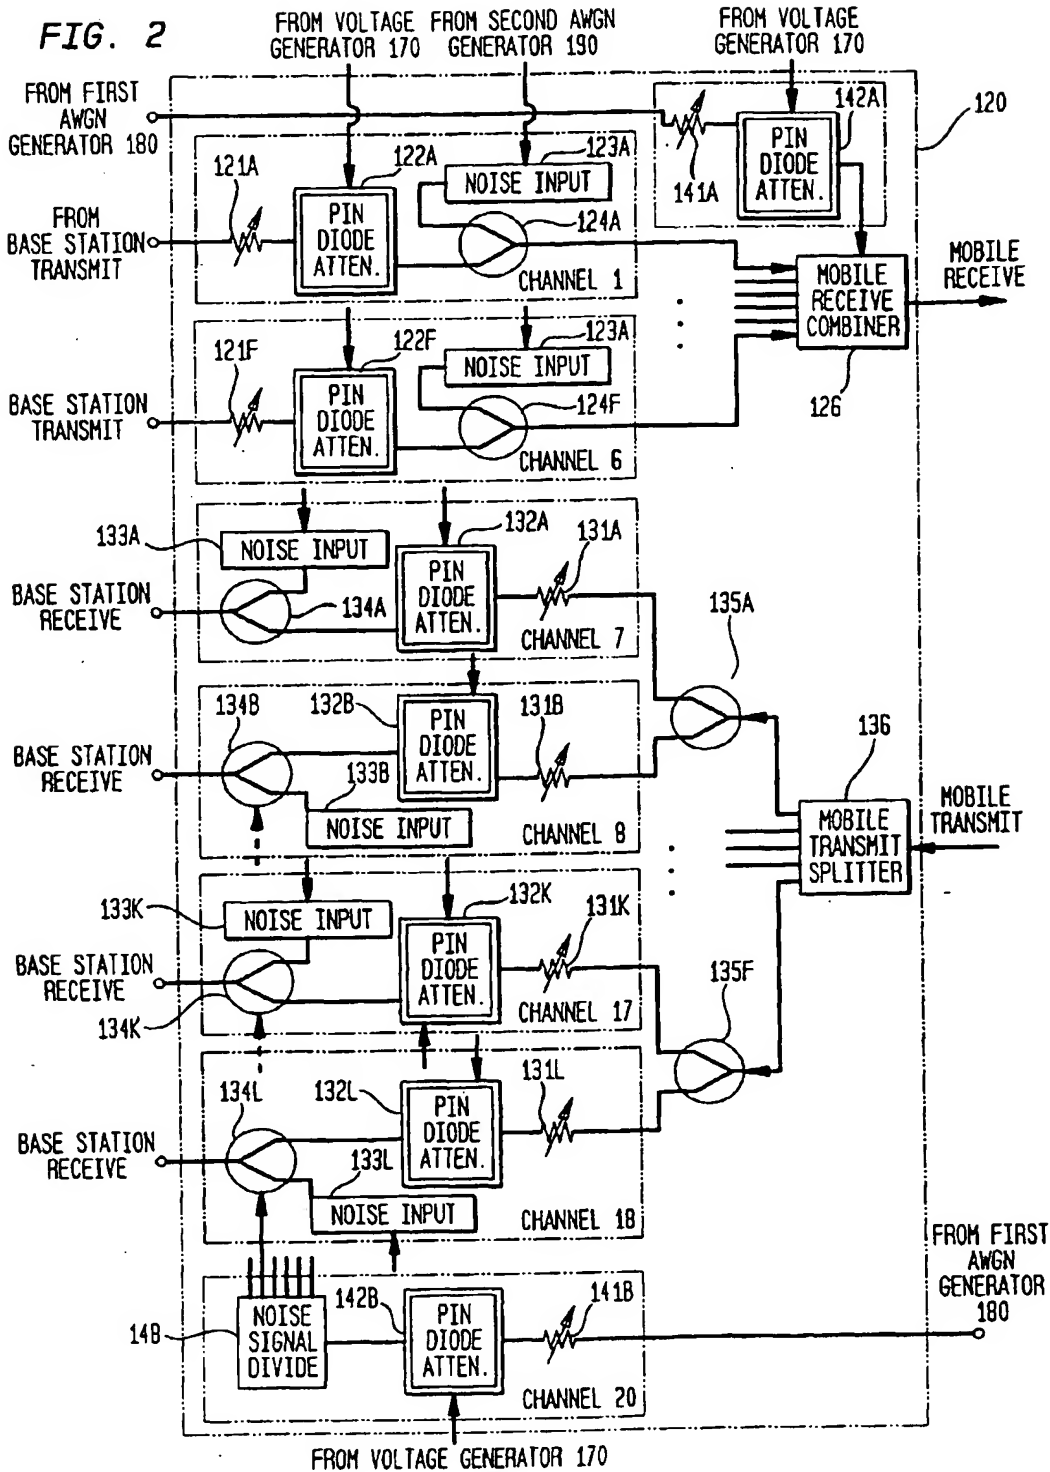 FIG. 2
FROM VOLTAGE
GENERATOR 170
FROM SECOND AWGN
GENERATOR 190
FROM VOLTAGE
GENERATOR 170
FROM FIRST
AWGN
GENERATOR 180
142A
120
141A
PIN
DIODE
ATTEN.
121A
122A
123A
NOISE INPUT
FROM
BASE STATION
TRANSMIT
PIN
DIODE
ATTEN.
124A
CHANNEL 1
MOBILE
RECEIVE
COMBINER
MOBILE
RECEIVE
126
121F
122F
123A
NOISE INPUT
BASE STATION
TRANSMIT
PIN
DIODE
ATTEN.
124F
CHANNEL 6
133A
NOISE INPUT
132A
131A
BASE STATION
RECEIVE
134A
PIN
DIODE
ATTEN.
CHANNEL 7
135A
134B
132B
131B
BASE STATION
RECEIVE
133B
PIN
DIODE
ATTEN.
NOISE INPUT
CHANNEL 8
136
MOBILE
TRANSMIT
SPLITTER
MOBILE
TRANSMIT
133K
NOISE INPUT
132K
131K
BASE STATION
RECEIVE
134K
PIN
DIODE
ATTEN.
CHANNEL 17
135F
134L
132L
131L
BASE STATION
RECEIVE
133L
PIN
DIODE
ATTEN.
NOISE INPUT
CHANNEL 18
FROM FIRST
AWGN
GENERATOR
180
14B
NOISE
SIGNAL
DIVIDE
142B
PIN
DIODE
ATTEN.
141B
CHANNEL 20
FROM VOLTAGE GENERATOR 170